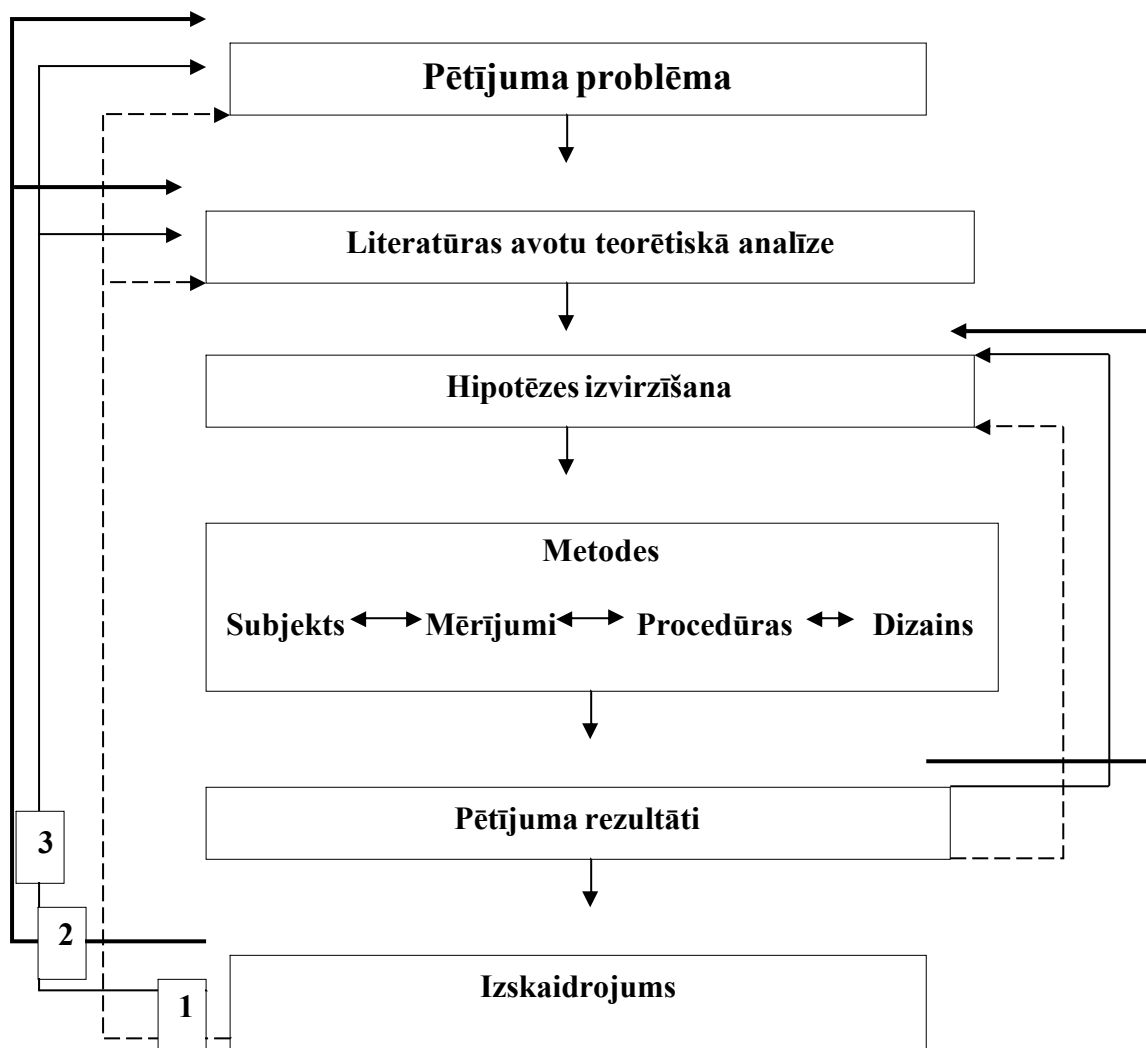 Pētījuma problēma
Literatūras avotu teorētiskā analīze
Hipotēzes izvirzīšana
Metodes
Subjekts Mērījumi Procedūras Dizains
Pētījuma rezultāti
3
2
Izskaidrojums
1